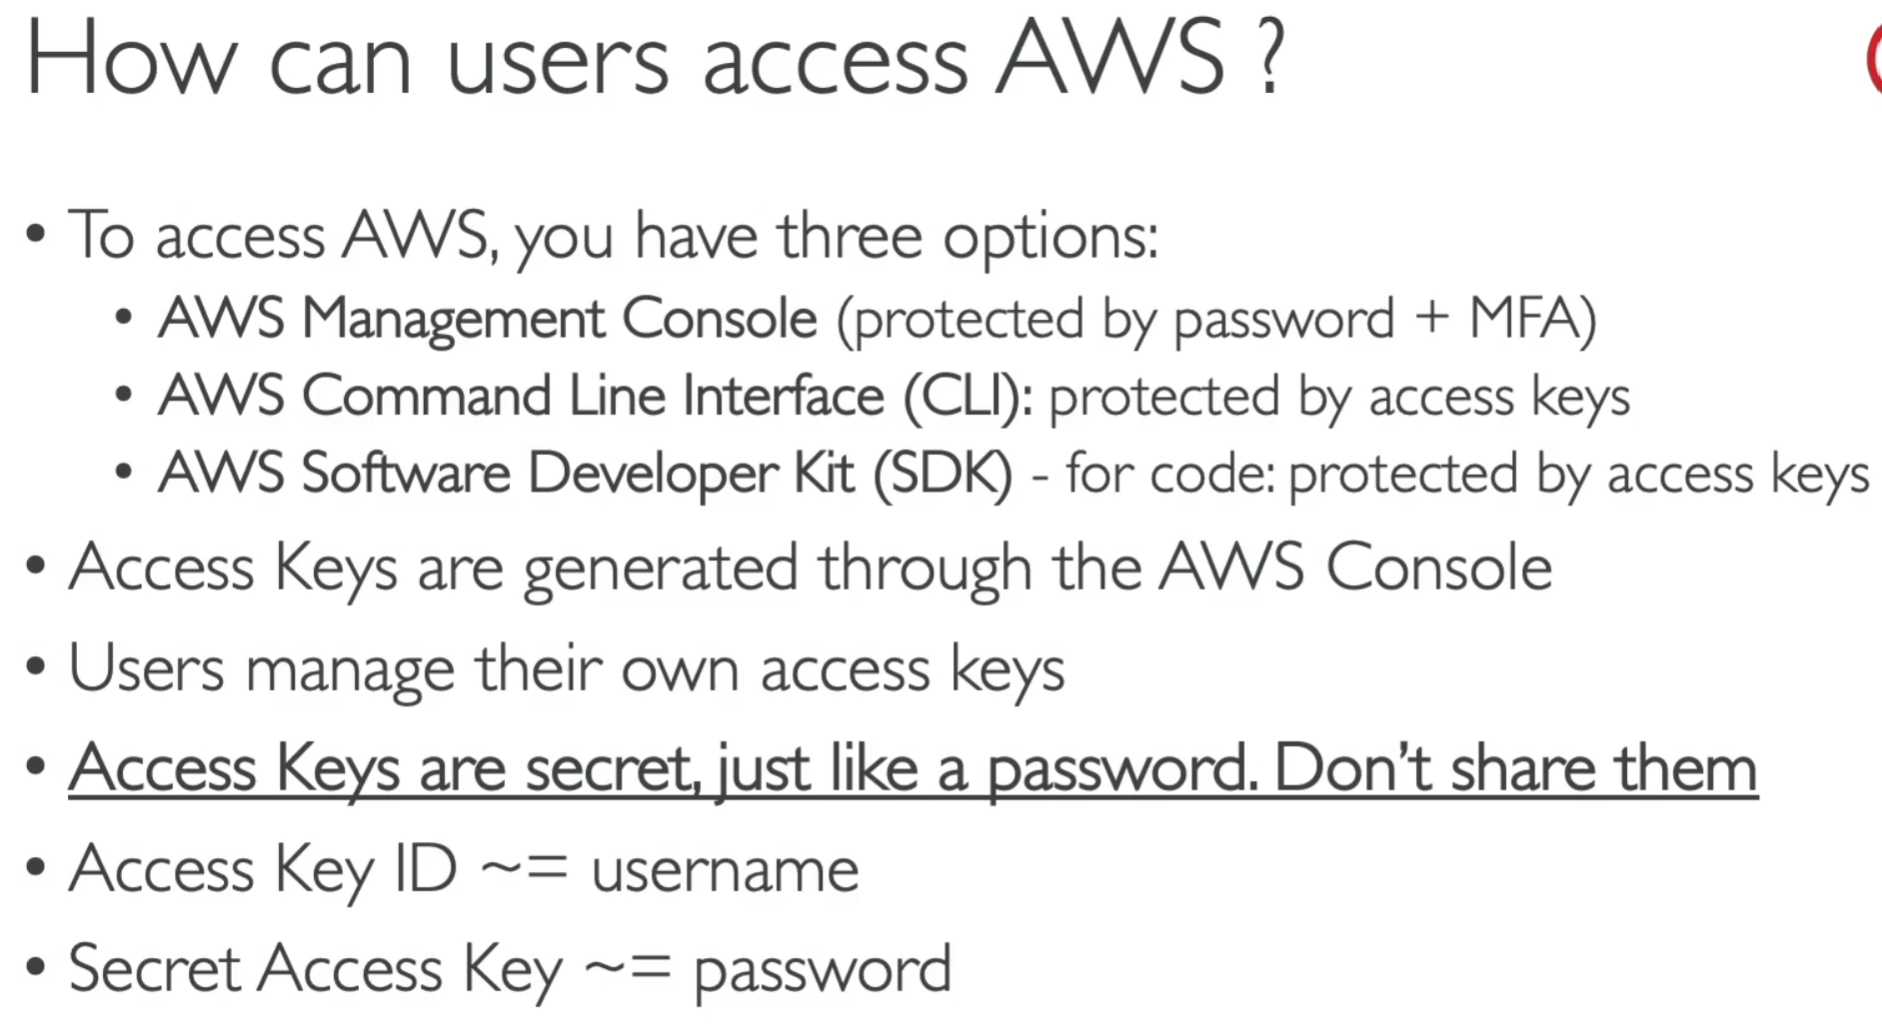 How can users access AWS ?
• To access AWS, you have three options:
• AWS Management Console (protected by password + MFA)
• AWS Command Line Interface (CLI): protected by access keys
• AWS Software Developer Kit (SDK) - for code: protected by access keys
• Access Keys are generated through the AWS Console
• Users manage their own access keys
• Access Keys are secret, just like a password. Don't share them
• Access Key ID ~= username
• Secret Access Key ~= password